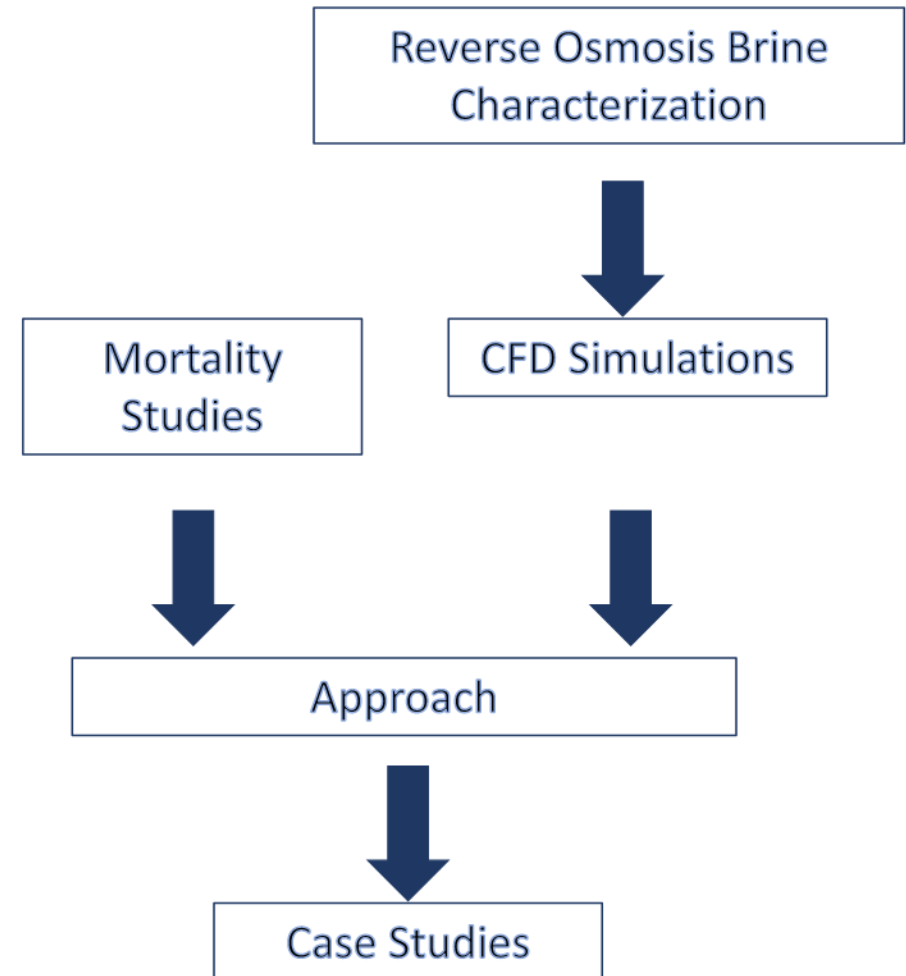 Reverse Osmosis Brine
Characterization
Mortality
Studies
CFD Simulations
Approach
Case Studies